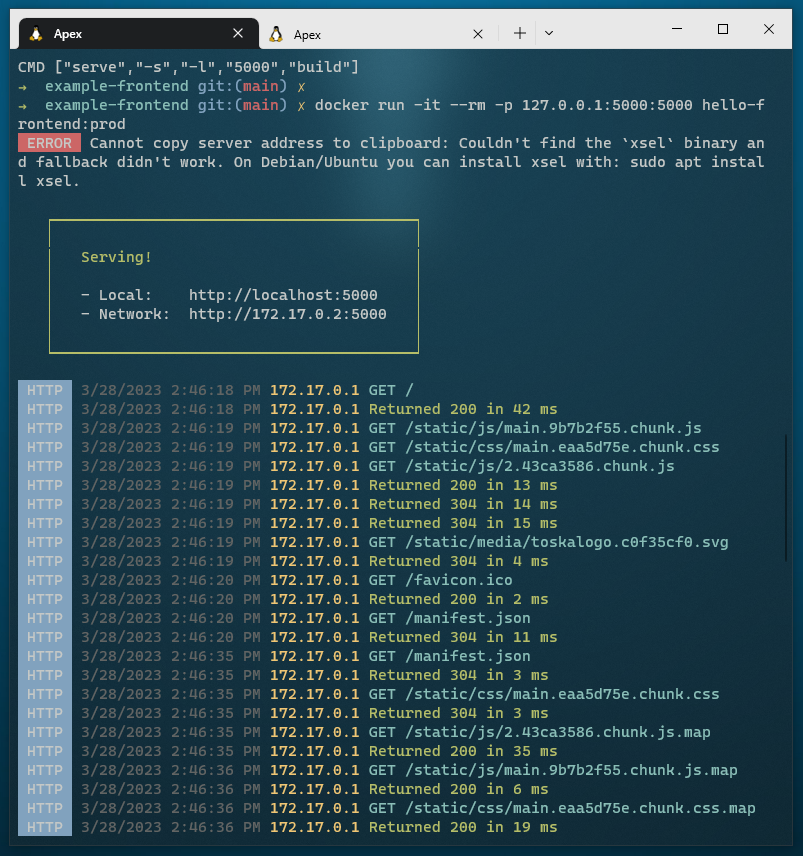 Apex
Apex
CMD ["serve","-s","-l","5000","build"]
→ example-frontend git:(main) ✗
→ example-frontend git:(main) ✗ docker run -it --rm -p 127.0.0.1:5000:5000 hello-f
rontend:prod
ERROR Cannot copy server address to clipboard: Couldn't find the `xsel` binary an
d fallback didn't work. On Debian/Ubuntu you can install xsel with: sudo apt instal
l xsel.
Serving!
- Local: http://localhost:5000
- Network: http://172.17.0.2:5000
HTTP 3/28/2023 2:46:18 PM 172.17.0.1 GET /
HTTP 3/28/2023 2:46:18 PM 172.17.0.1 Returned 200 in 42 ms
HTTP 3/28/2023 2:46:19 PM 172.17.0.1 GET /static/js/main.9b7b2f55.chunk.js
HTTP 3/28/2023 2:46:19 PM 172.17.0.1 GET /static/css/main.eaa5d75e.chunk.css
HTTP 3/28/2023 2:46:19 PM 172.17.0.1 GET /static/js/2.43ca3586.chunk.js
HTTP 3/28/2023 2:46:19 PM 172.17.0.1 Returned 200 in 13 ms
HTTP 3/28/2023 2:46:19 PM 172.17.0.1 Returned 304 in 14 ms
HTTP 3/28/2023 2:46:19 PM 172.17.0.1 Returned 304 in 15 ms
HTTP 3/28/2023 2:46:19 PM 172.17.0.1 GET /static/media/toskalogo.c0f35cf0.svg
HTTP 3/28/2023 2:46:19 PM 172.17.0.1 Returned 304 in 4 ms
HTTP 3/28/2023 2:46:20 PM 172.17.0.1 GET /favicon.ico
HTTP 3/28/2023 2:46:20 PM 172.17.0.1 Returned 200 in 2 ms
HTTP 3/28/2023 2:46:20 PM 172.17.0.1 GET /manifest.json
HTTP 3/28/2023 2:46:20 PM 172.17.0.1 Returned 304 in 11 ms
HTTP 3/28/2023 2:46:35 PM 172.17.0.1 GET /manifest.json
HTTP 3/28/2023 2:46:35 PM 172.17.0.1 Returned 304 in 3 ms
HTTP 3/28/2023 2:46:35 PM 172.17.0.1 GET /static/css/main.eaa5d75e.chunk.css
HTTP 3/28/2023 2:46:35 PM 172.17.0.1 Returned 304 in 3 ms
HTTP 3/28/2023 2:46:35 PM 172.17.0.1 GET /static/js/2.43ca3586.chunk.js.map
HTTP 3/28/2023 2:46:35 PM 172.17.0.1 Returned 200 in 35 ms
HTTP 3/28/2023 2:46:36 PM 172.17.0.1 GET /static/js/main.9b7b2f55.chunk.js.map
HTTP 3/28/2023 2:46:36 PM 172.17.0.1 Returned 200 in 6 ms
HTTP 3/28/2023 2:46:36 PM 172.17.0.1 GET /static/css/main.eaa5d75e.chunk.css.map
HTTP 3/28/2023 2:46:36 PM 172.17.0.1 Returned 200 in 19 ms